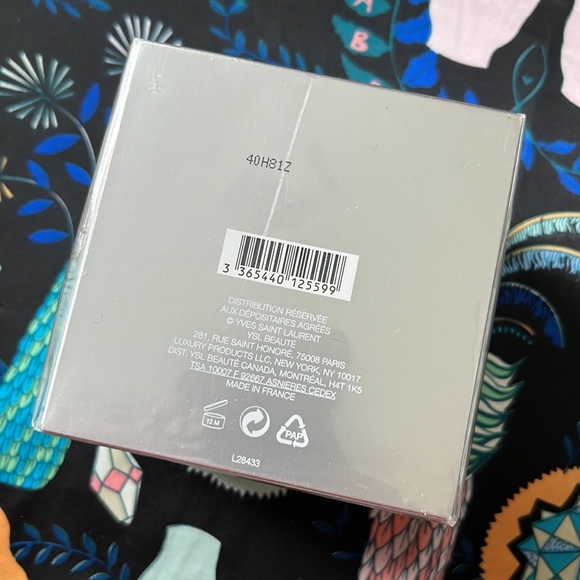 40H81Z
3 365440 125599
DISTRIBUTION RÉSERVÉE
AUX DÉPOSITAIRES AGRÉÉS
© YVES SAINT LAURENT
YSL BEAUTÉ
281, RUE SAINT HONORÉ, 75008 PARIS
LUXURY PRODUCTS LLC, NEW YORK, NY 10017
DIST. YSL BEAUTÉ CANADA, MONTRÉAL, H4T 1K5
TSA 10007 F 92667 ASNIERES CEDEX
MADE IN FRANCE
12 M
PAP
L28433